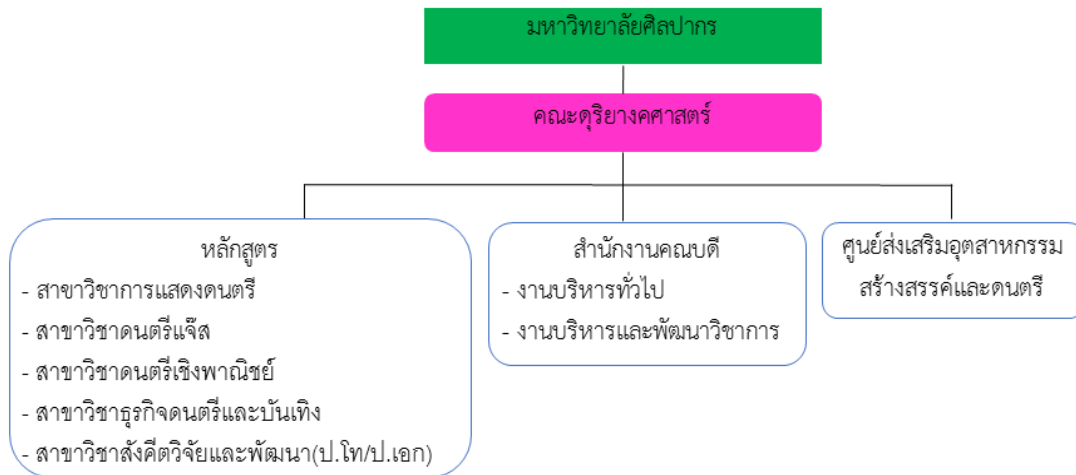 มหาวิทยาลัยศิลปากร
คณะดุริยางคศาสตร์
หลักสูตร
- สาขาวิชาการแสดงดนตรี
- สาขาวิชาดนตรีแจ๊ส
- สาขาวิชาดนตรีเชิงพาณิชย์
- สาขาวิชาธุรกิจดนตรีและบันเทิง
- สาขาวิชาสังคีตวิจัยและพัฒนา(ป.โท/ป.เอก)
สำนักงานคณบดี
- งานบริหารทั่วไป
- งานบริหารและพัฒนาวิชาการ
ศูนย์ส่งเสริมอุตสาหกรรม
สร้างสรรค์และดนตรี